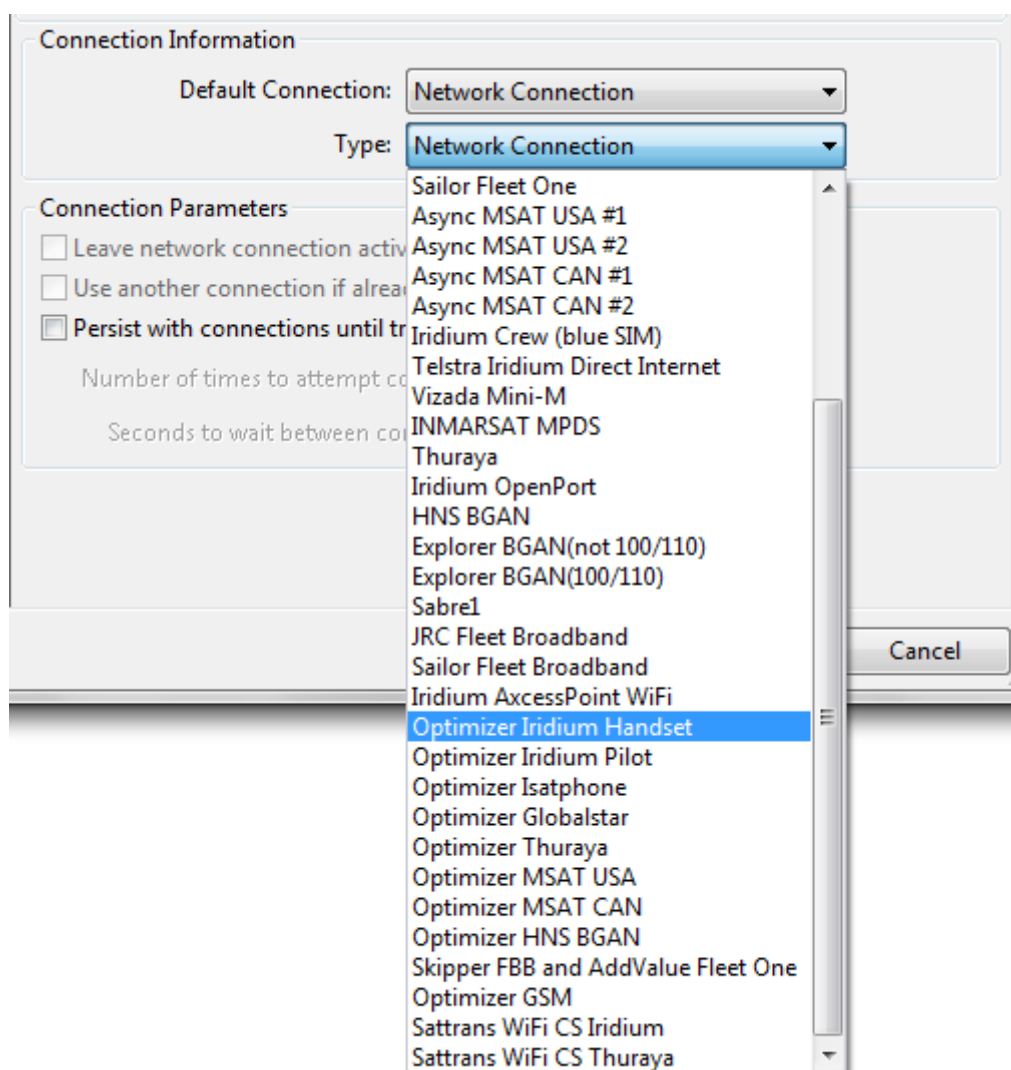 Connection Information
Default Connection: Network Connection
Type: Network Connection
Connection Parameters
Leave network connection activ
Use another connection if alrea
Persist with connections until tr
Number of times to attempt co
Seconds to wait between con
Sailor Fleet One
Async MSAT USA #1
Async MSAT USA #2
Async MSAT CAN #1
Async MSAT CAN #2
Iridium Crew (blue SIM)
Telstra Iridium Direct Internet
Vizada Mini-M
INMARSAT MPDS
Thuraya
Iridium OpenPort
HNS BGAN
Explorer BGAN(not 100/110)
Explorer BGAN(100/110)
Sabre1
JRC Fleet Broadband
Sailor Fleet Broadband
Iridium AxcessPoint WiFi
Optimizer Iridium Handset
Optimizer Iridium Pilot
Optimizer Isatphone
Optimizer Globalstar
Optimizer Thuraya
Optimizer MSAT USA
Optimizer MSAT CAN
Optimizer HNS BGAN
Skipper FBB and AddValue Fleet One
Optimizer GSM
Sattrans WiFi CS Iridium
Sattrans WiFi CS Thuraya
Cancel